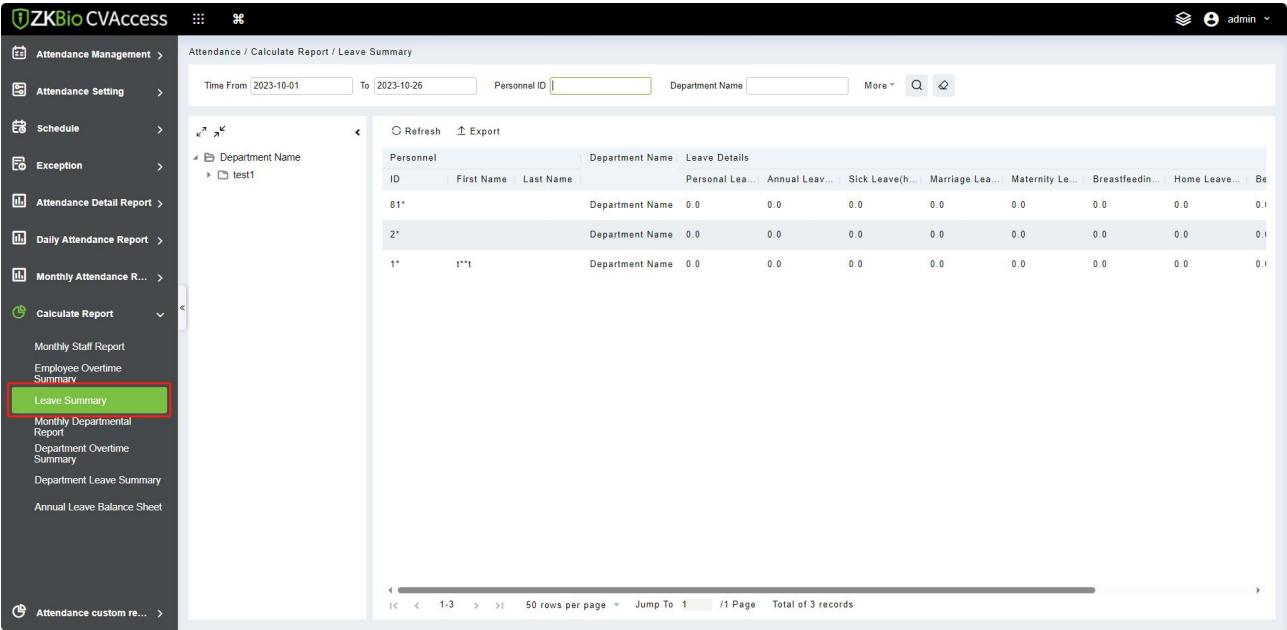 ZKBio CVAccess
admin
Attendance Management
Attendance Setting
Schedule
Exception
Attendance Detail Report
Daily Attendance Report
Monthly Attendance R...
Calculate Report
Monthly Staff Report
Employee Overtime
Summary
Leave Summary
Monthly Departmental
Report
Department Overtime
Summary
Department Leave Summary
Annual Leave Balance Sheet
Attendance custom re...
Attendance / Calculate Report / Leave Summary
Time From 2023-10-01 To 2023-10-26 Personnel ID Department Name More
Department Name
test1
Refresh Export
Personnel Department Name Leave Details
ID First Name Last Name Personal Lea... Annual Leav... Sick Leave(h... Marriage Lea... Maternity Le... Breastfeedin... Home Leave... Be
81* Department Name 0.0 0.0 0.0 0.0 0.0 0.0 0.0
2* Department Name 0.0 0.0 0.0 0.0 0.0 0.0 0.0
1* t**t Department Name 0.0 0.0 0.0 0.0 0.0 0.0 0.0
1-3 50 rows per page Jump To 1 /1 Page Total of 3 records